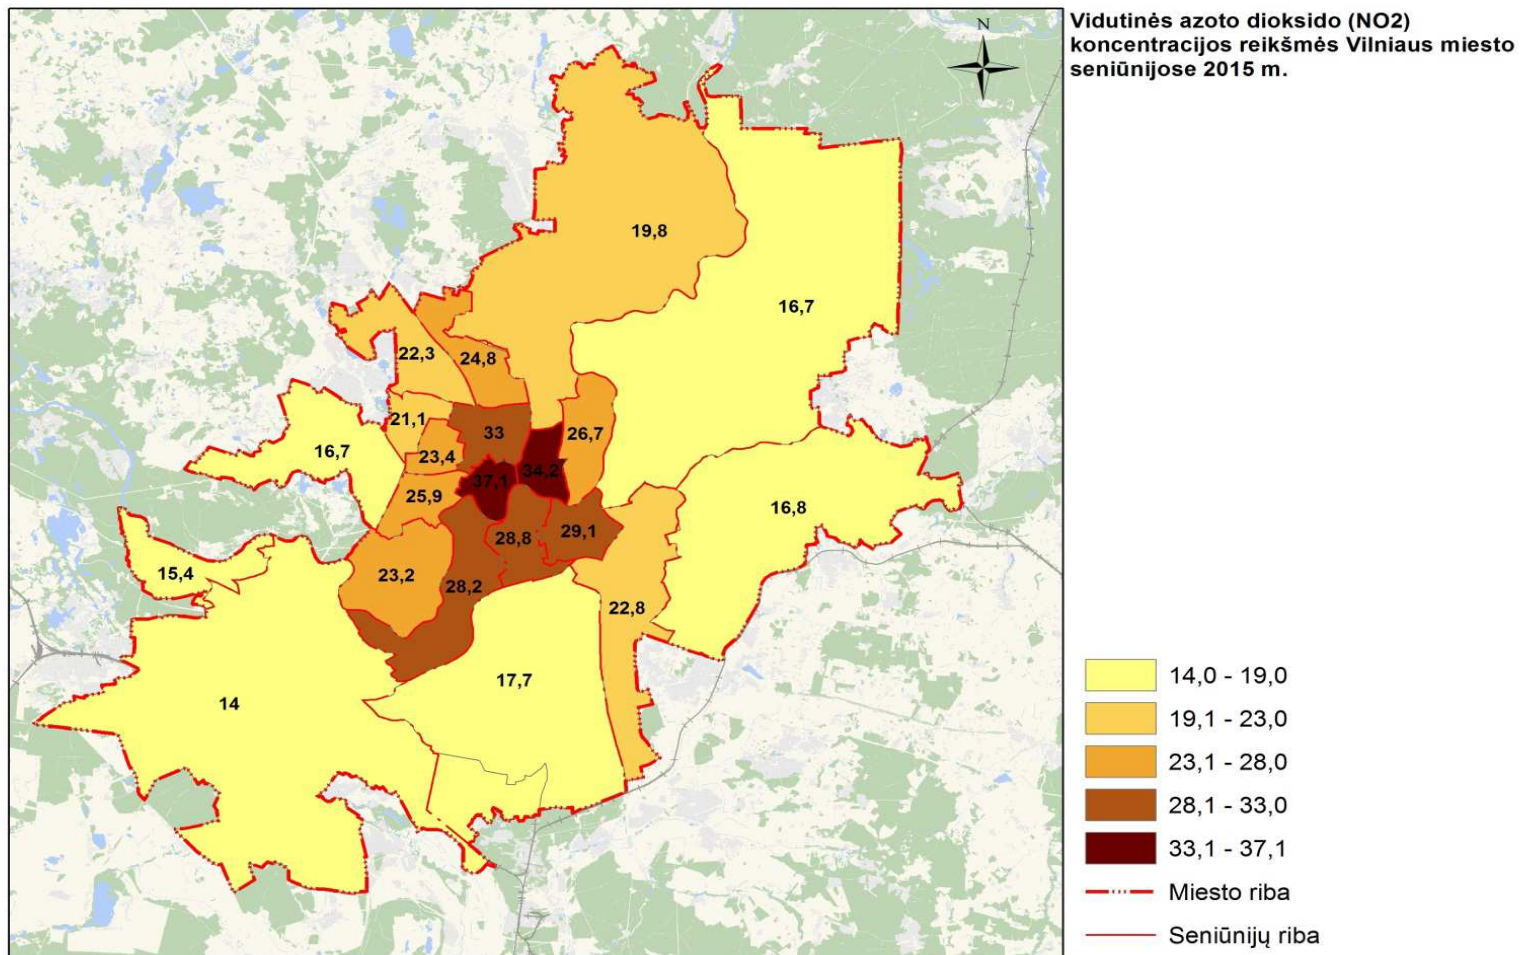 Vidutinės azoto dioksido (NO2)
koncentracijos reikšmės Vilniaus miesto
seniūnijose 2015 m.
N
19,8
16,7
22,3
24,8
21,1
33
26,7
16,7
23,4
34,2
37,1
25,9
16,8
28,8
29,1
15,4
23,2
28,2
22,8
17,7
14
14,0 - 19,0
19,1 - 23,0
23,1 - 28,0
28,1 - 33,0
33,1 - 37,1
Miesto riba
Seniūnijų riba